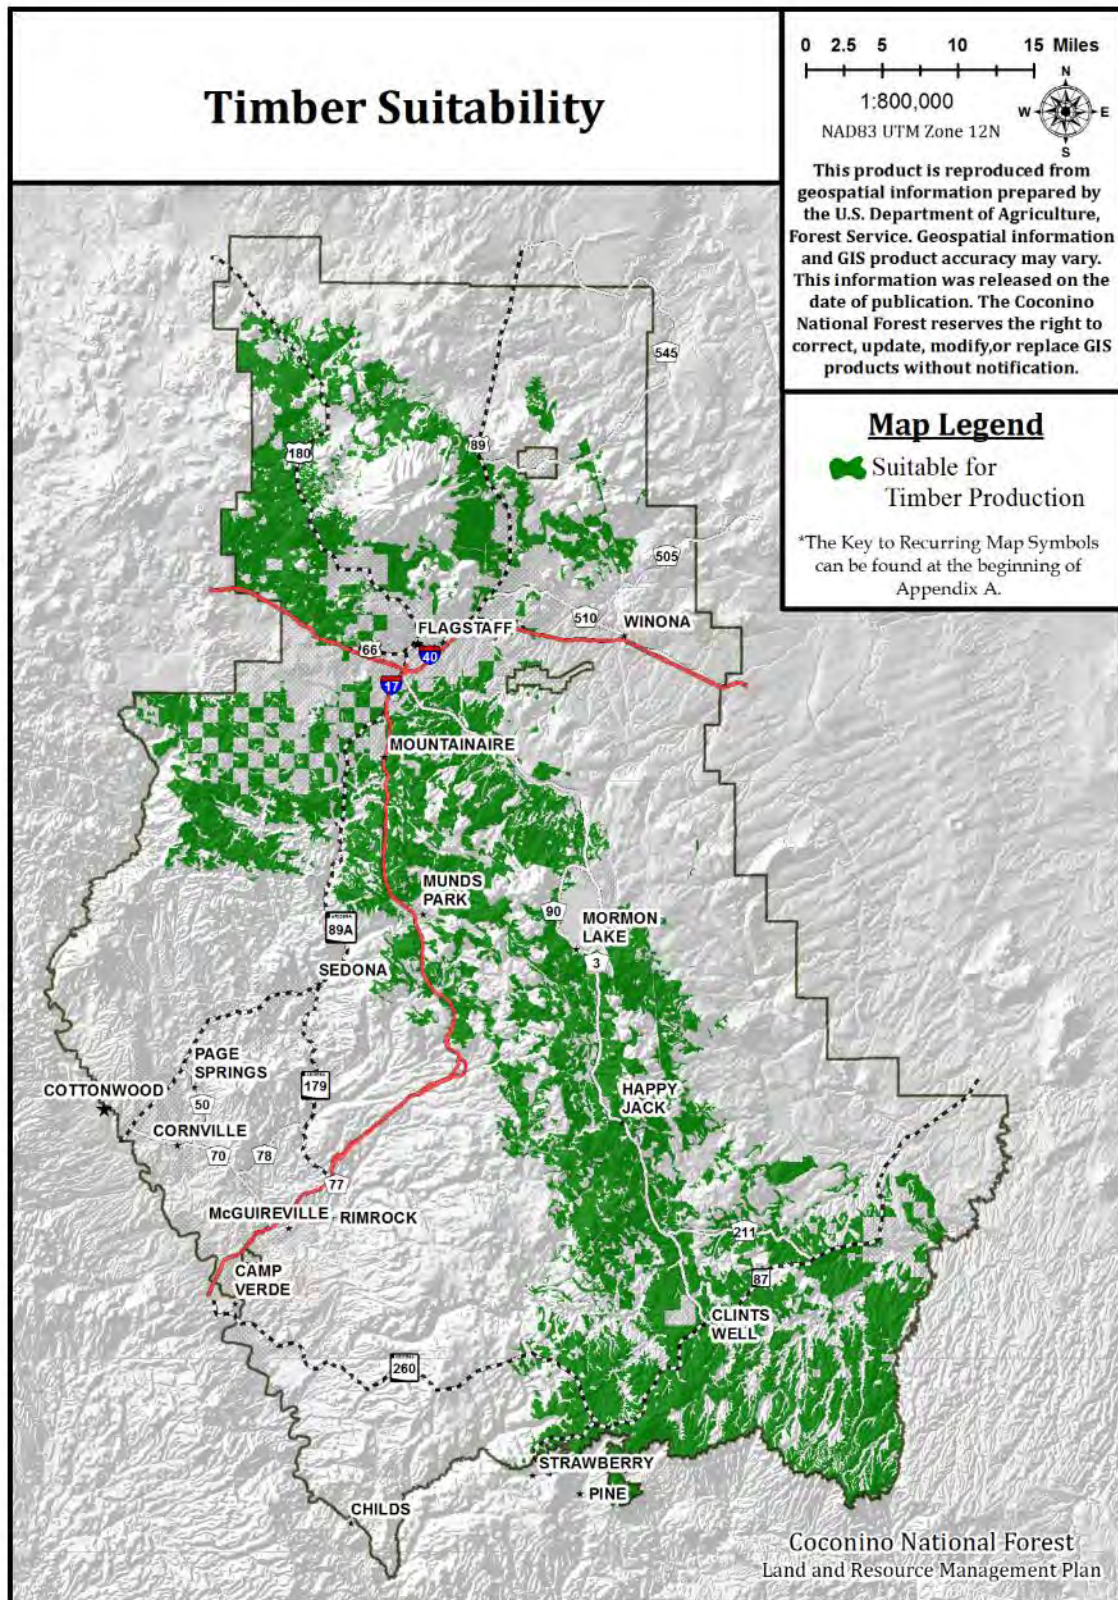 Timber Suitability
0 2.5 5 10 15 Miles
1:800,000
NAD83 UTM Zone 12N
N
W E
S
This product is reproduced from
geospatial information prepared by
the U.S. Department of Agriculture,
Forest Service. Geospatial information
and GIS product accuracy may vary.
This information was released on the
date of publication. The Coconino
National Forest reserves the right to
correct, update, modify,or replace GIS
products without notification.
Map Legend
Suitable for
Timber Production
*The Key to Recurring Map Symbols
can be found at the beginning of
Appendix A.
545
89
180
505
510
WINONA
FLAGSTAFF
66
40
17
MOUNTAINAIRE
MUNDS
PARK
90
MORMON
LAKE
89A
3
SEDONA
PAGE
SPRINGS
COTTONWOOD
179
50
HAPPY
JACK
CORNVILLE
70
78
77
McGUIREVILLE
RIMROCK
211
CAMP
VERDE
87
CLINTS
WELL
260
STRAWBERRY
PINE
CHILDS
Coconino National Forest
Land and Resource Management Plan